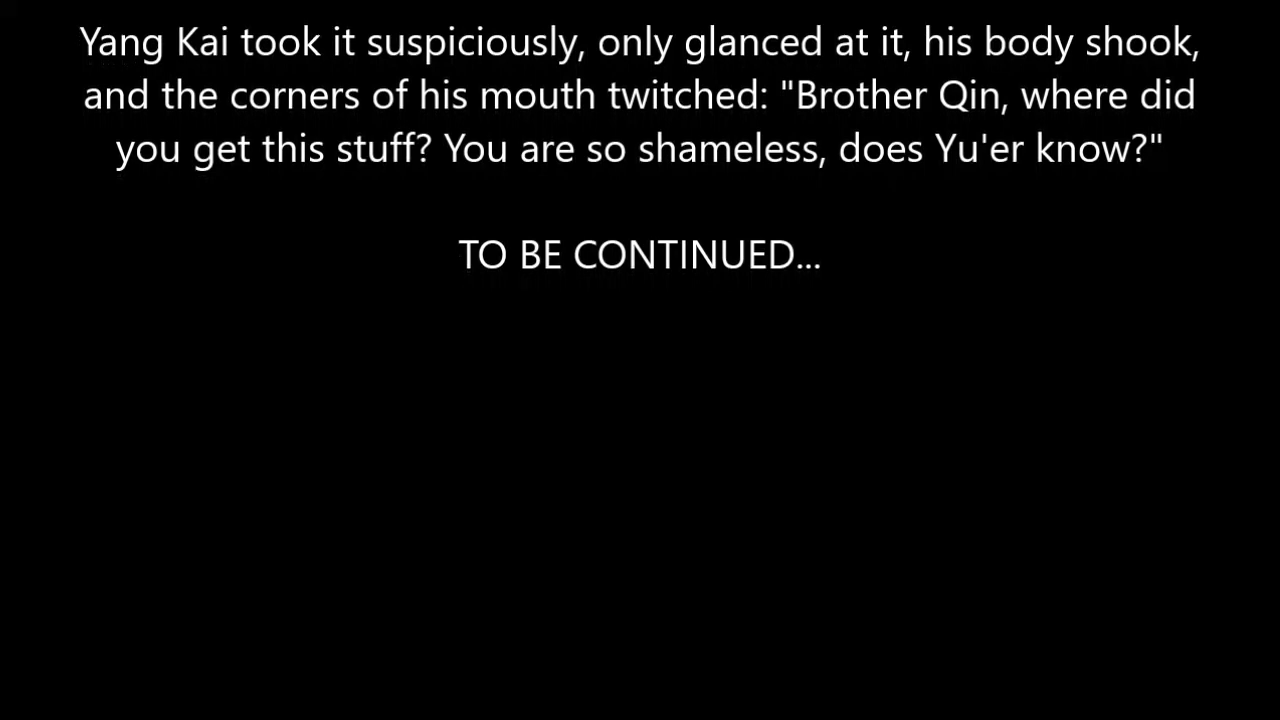 Yang Kai took it suspiciously, only glanced at it, his body shook,
and the corners of his mouth twitched: "Brother Qin, where did
you get this stuff? You are so shameless, does Yu'er know?"
TO BE CONTINUED...